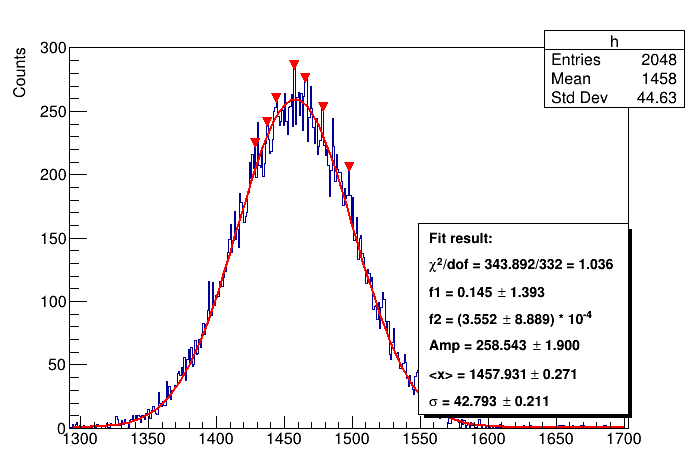 h
Entries 2048
Mean 1458
Std Dev 44.63
Counts
300
250
200
150
100
50
0
Fit result:
χ²/dof = 343.892/332 = 1.036
f1 = 0.145 ± 1.393
f2 = (3.552 ± 8.889) * 10⁻⁴
Amp = 258.543 ± 1.900
<x> = 1457.931 ± 0.271
σ = 42.793 ± 0.211
1300 1350 1400 1450 1500 1550 1600 1650 1700